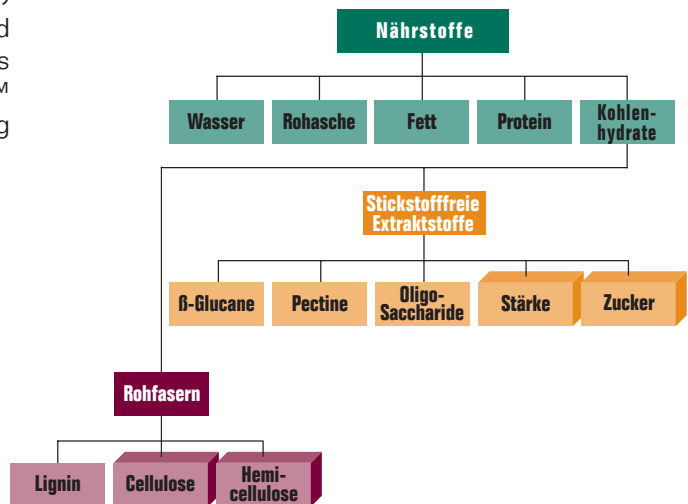 y
d
s
™
g
Nährstoffe
Wasser
Rohasche
Fett
Protein
Kohlen-
hydrate
Stickstofffreie
Extraktstoffe
ß-Glucane
Pectine
Oligo-
Saccharide
Stärke
Zucker
Rohfasern
Lignin
Cellulose
Hemi-
cellulose